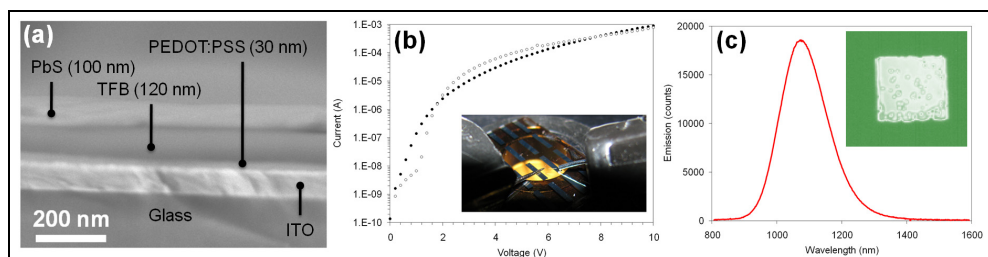 (a)
PEDOT:PSS (30 nm)
PbS (100 nm)
TFB (120 nm)
200 nm
Glass
ITO
(b)
Current (A)
1.E-03
1.E-04
1.E-05
1.E-06
1.E-07
1.E-08
1.E-09
1.E-10
0 2 4 6 8 10
Voltage (V)
(c)
Emission (counts)
20000
15000
10000
5000
0
800 1000 1200 1400 1600
Wavelength (nm)